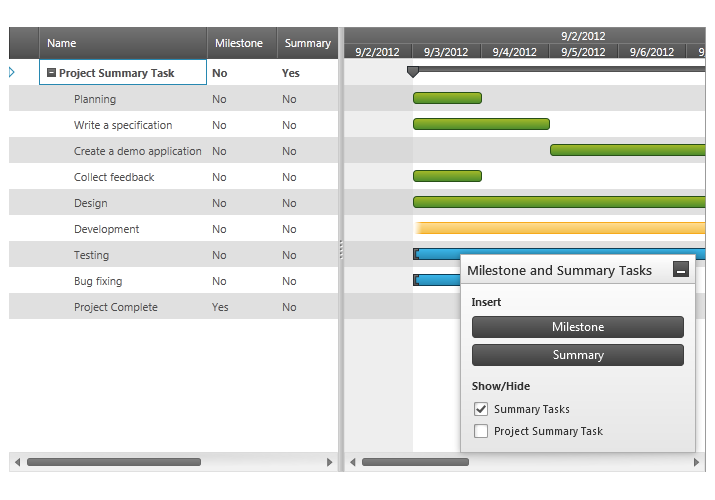 Name Milestone Summary
9/2/2012
9/2/2012 9/3/2012 9/4/2012 9/5/2012 9/6/2012 9
Project Summary Task No Yes
Planning No No
Write a specification No No
Create a demo application No No
Collect feedback No No
Design No No
Development No No
Testing No No
Bug fixing No No
Project Complete Yes No
Milestone and Summary Tasks
Insert
Milestone
Summary
Show/Hide
Summary Tasks
Project Summary Task